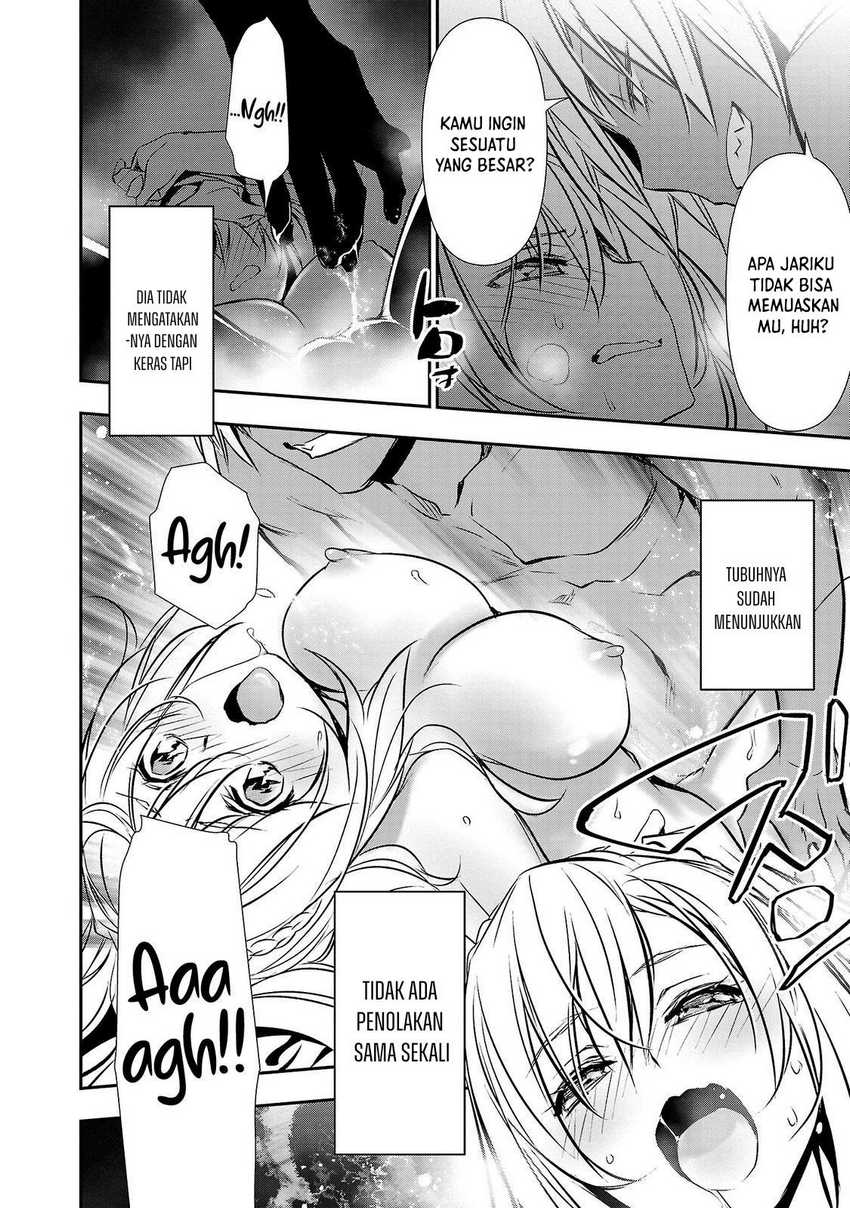 KAMU INGIN
SESUATU
YANG BESAR?
APA JARIKU
TIDAK BISA
MEMUASKAN
MU, HUH?
...Ngh!!
DIA TIDAK
MENGATAKAN
-NYA DENGAN
KERAS TAPI
TUBUHNYA
SUDAH
MENUNJUKKAN
Agh!
TIDAK ADA
PENOLAKAN
SAMA SEKALI
Aaa
agh!!